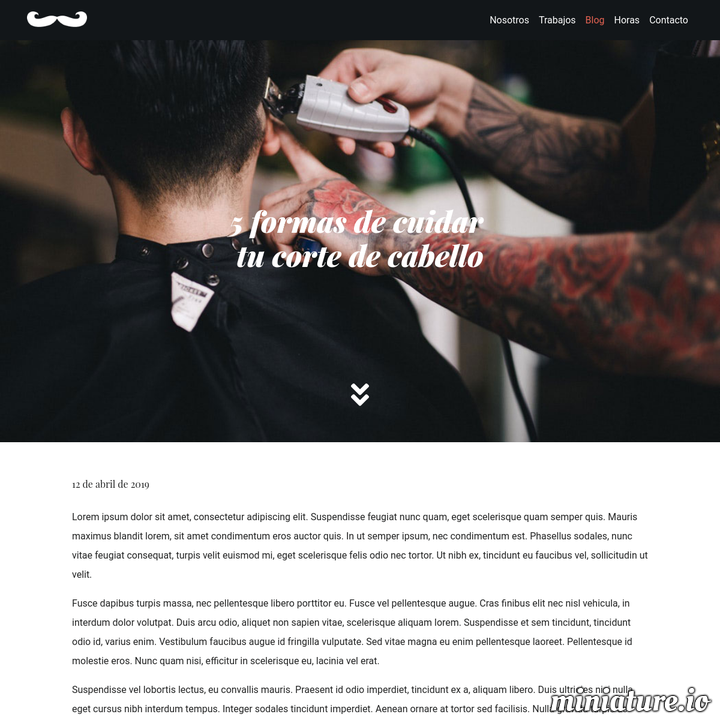 Nosotros Trabajos Blog Horas Contacto
5 formas de cuidar
tu corte de cabello
12 de abril de 2019
Lorem ipsum dolor sit amet, consectetur adipiscing elit. Suspendisse feugiat nunc quam, eget scelerisque quam semper quis. Mauris
maximus blandit lorem, sit amet condimentum eros auctor quis. In ut semper ipsum, nec condimentum est. Phasellus sodales, nunc
vitae feugiat consequat, turpis velit euismod mi, eget scelerisque felis odio nec tortor. Ut nibh ex, tincidunt eu faucibus vel, sollicitudin ut
velit.
Fusce dapibus turpis massa, nec pellentesque libero porttitor eu. Fusce vel pellentesque augue. Cras finibus elit nec nisl vehicula, in
interdum dolor volutpat. Duis arcu odio, aliquet non sapien vitae, scelerisque aliquam lorem. Suspendisse et sem tincidunt, tincidunt
odio id, varius enim. Vestibulum faucibus augue id fringilla vulputate. Sed vitae magna eu enim pellentesque laoreet. Pellentesque id
molestie eros. Nunc quam nisi, efficitur in scelerisque eu, lacinia vel erat.
Suspendisse vel lobortis lectus, eu convallis mauris. Praesent id odio imperdiet, tincidunt ex a, aliquam libero. Duis ultrices nisi nulla,
eget cursus nibh interdum tempus. Integer sodales tincidunt imperdiet. Aenean ornare at tortor sed facilisis.
miniature.io